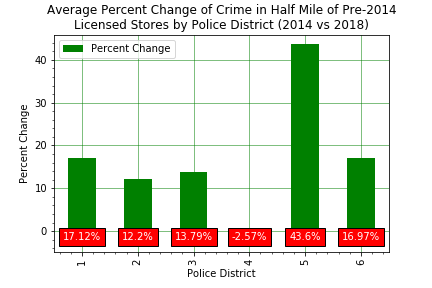 Average Percent Change of Crime in Half Mile of Pre-2014
Licensed Stores by Police District (2014 vs 2018)
Percent Change
40
30
20
10
0
Percent Change
17.12% 12.2% 13.79% -2.57% 43.6% 16.97%
1 2 3 4 5 6
Police District